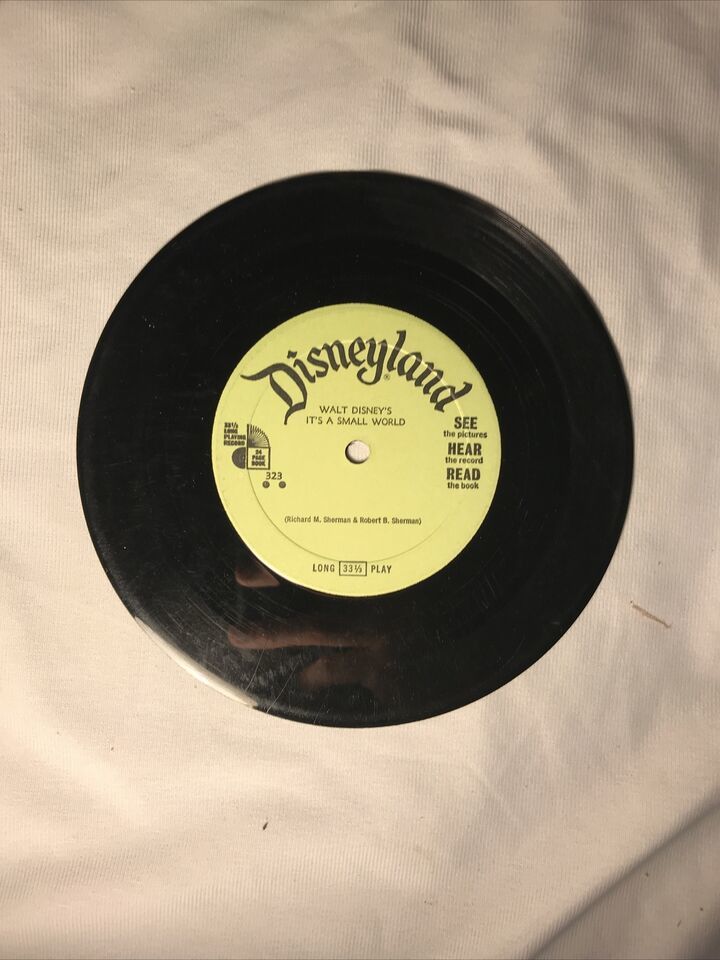 Disneyland®
WALT DISNEY'S
IT'S A SMALL WORLD
33⅓
LONG
PLAYING
RECORD
24
PAGE
BOOK
323
SEE
the pictures
HEAR
the record
READ
the book
(Richard M. Sherman & Robert B. Sherman)
LONG 33⅓ PLAY